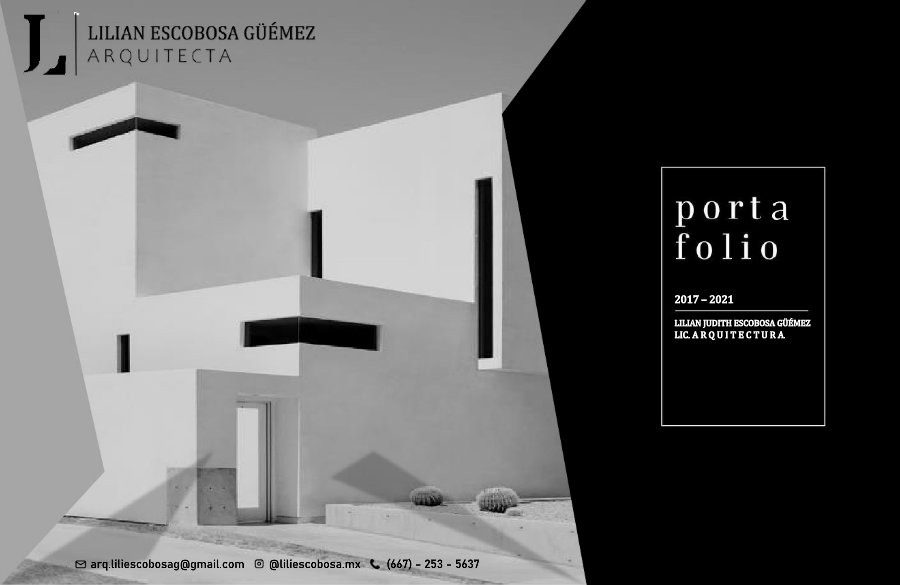 JL
LILIAN ESCOBOSA GÜÉMEZ
ARQUITECTA
porta
folio
2017 – 2021
LILIAN JUDITH ESCOBOSA GÜÉMEZ
LIC. ARQUITECTURA
arq.liliescobosag@gmail.com @liliescobosa.mx (667) - 253 - 5637